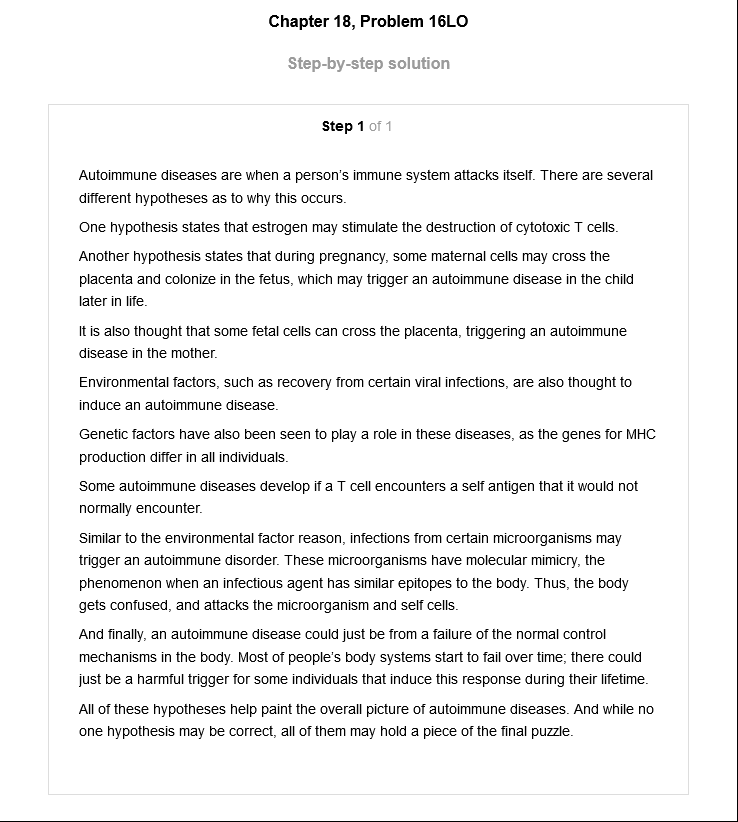 Chapter 18, Problem 16LO
Step-by-step solution
Step 1 of 1
Autoimmune diseases are when a person's immune system attacks itself. There are several
different hypotheses as to why this occurs.
One hypothesis states that estrogen may stimulate the destruction of cytotoxic T cells.
Another hypothesis states that during pregnancy, some maternal cells may cross the
placenta and colonize in the fetus, which may trigger an autoimmune disease in the child
later in life.
It is also thought that some fetal cells can cross the placenta, triggering an autoimmune
disease in the mother.
Environmental factors, such as recovery from certain viral infections, are also thought to
induce an autoimmune disease.
Genetic factors have also been seen to play a role in these diseases, as the genes for MHC
production differ in all individuals.
Some autoimmune diseases develop if a T cell encounters a self antigen that it would not
normally encounter.
Similar to the environmental factor reason, infections from certain microorganisms may
trigger an autoimmune disorder. These microorganisms have molecular mimicry, the
phenomenon when an infectious agent has similar epitopes to the body. Thus, the body
gets confused, and attacks the microorganism and self cells.
And finally, an autoimmune disease could just be from a failure of the normal control
mechanisms in the body. Most of people's body systems start to fail over time; there could
just be a harmful trigger for some individuals that induce this response during their lifetime.
All of these hypotheses help paint the overall picture of autoimmune diseases. And while no
one hypothesis may be correct, all of them may hold a piece of the final puzzle.